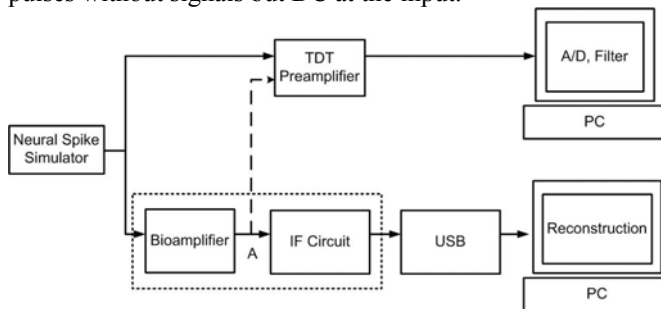 pulses without signals but DC at the input.
TDT
Preamplifier
A/D, Filter
PC
Neural Spike
Simulator
Bioamplifier
A
IF Circuit
USB
Reconstruction
PC